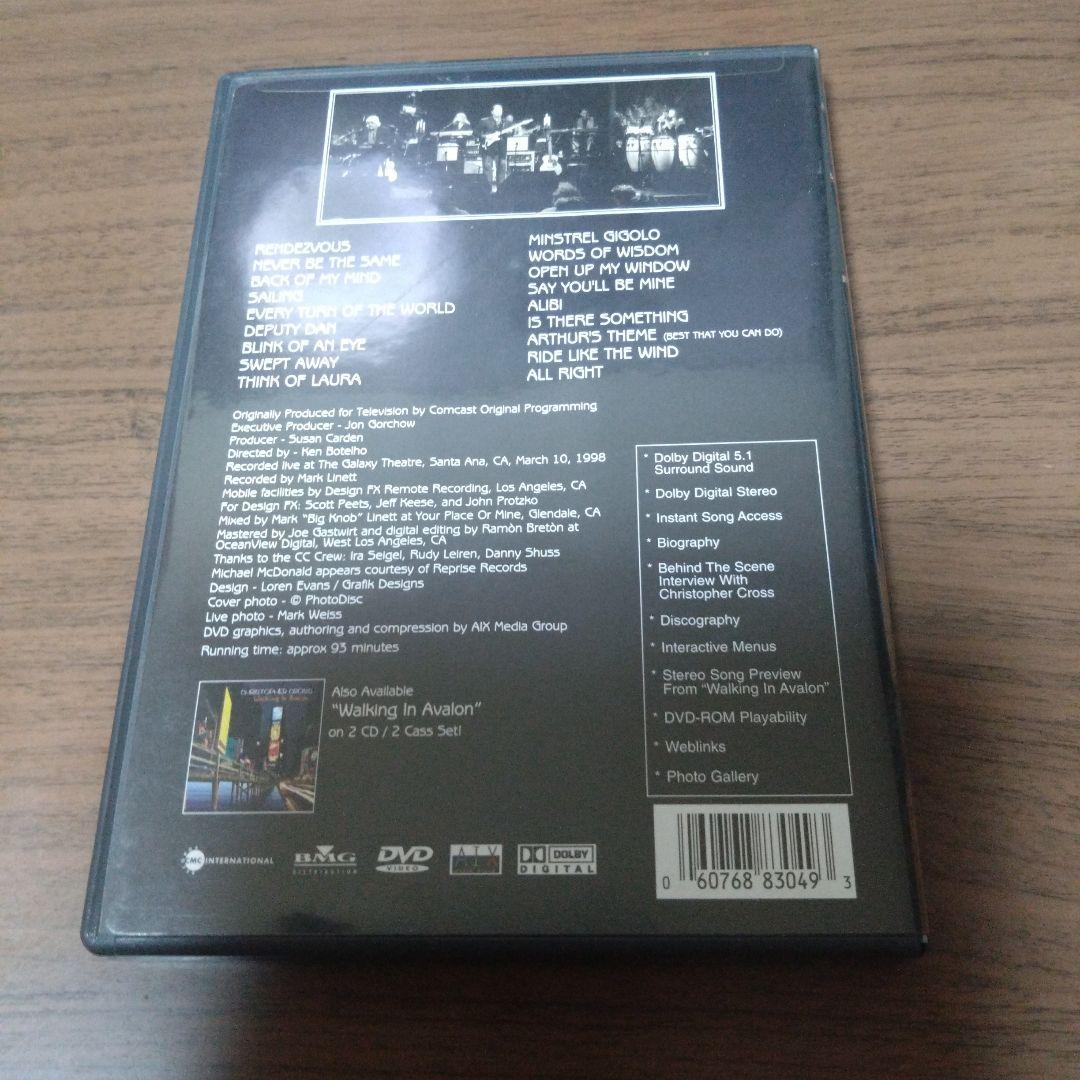 RENDEZVOUS
NEVER BE THE SAME
BACK OF MY MIND
SAILING
EVERY TURN OF THE WORLD
DEPUTY DAN
BLINK OF AN EYE
SWEPT AWAY
THINK OF LAURA
MINSTREL GIGOLO
WORDS OF WISDOM
OPEN UP MY WINDOW
SAY YOU'LL BE MINE
ALIBI
IS THERE SOMETHING
ARTHUR'S THEME (BEST THAT YOU CAN DO)
RIDE LIKE THE WIND
ALL RIGHT
Originally Produced for Television by Comcast Original Programming
Executive Producer - Jon Gorchow
Producer - Susan Carden
Directed by - Ken Botelho
Recorded live at The Galaxy Theatre, Santa Ana, CA, March 10, 1998
Recorded by Mark Linett
Mobile facilities by Design FX Remote Recording, Los Angeles, CA
For Design FX: Scott Peets, Jeff Keese, and John Protzko
Mixed by Mark "Big Knob" Linett at Your Place Or Mine, Glendale, CA
Mastered by Joe Gastwirt and digital editing by Ramòn Bretòn at
OceanView Digital, West Los Angeles, CA
Thanks to the CC Crew: Ira Seigel, Rudy Leiren, Danny Shuss
Michael McDonald appears courtesy of Reprise Records
Design - Loren Evans / Grafik Designs
Cover photo - © PhotoDisc
Live photo - Mark Weiss
DVD graphics, authoring and compression by AIX Media Group
Running time: approx 93 minutes
* Dolby Digital 5.1
Surround Sound
* Dolby Digital Stereo
* Instant Song Access
* Biography
* Behind The Scene
Interview With
Christopher Cross
* Discography
* Interactive Menus
* Stereo Song Preview
From "Walking In Avalon"
* DVD-ROM Playability
* Weblinks
* Photo Gallery
CHRISTOPHER CROSS
Walking In Avalon
Also Available
"Walking In Avalon"
on 2 CD / 2 Cass Set!
CMC INTERNATIONAL
BMG
DISTRIBUTION
DVD
VIDEO
DOLBY
DIGITAL
0 60768 83049 3